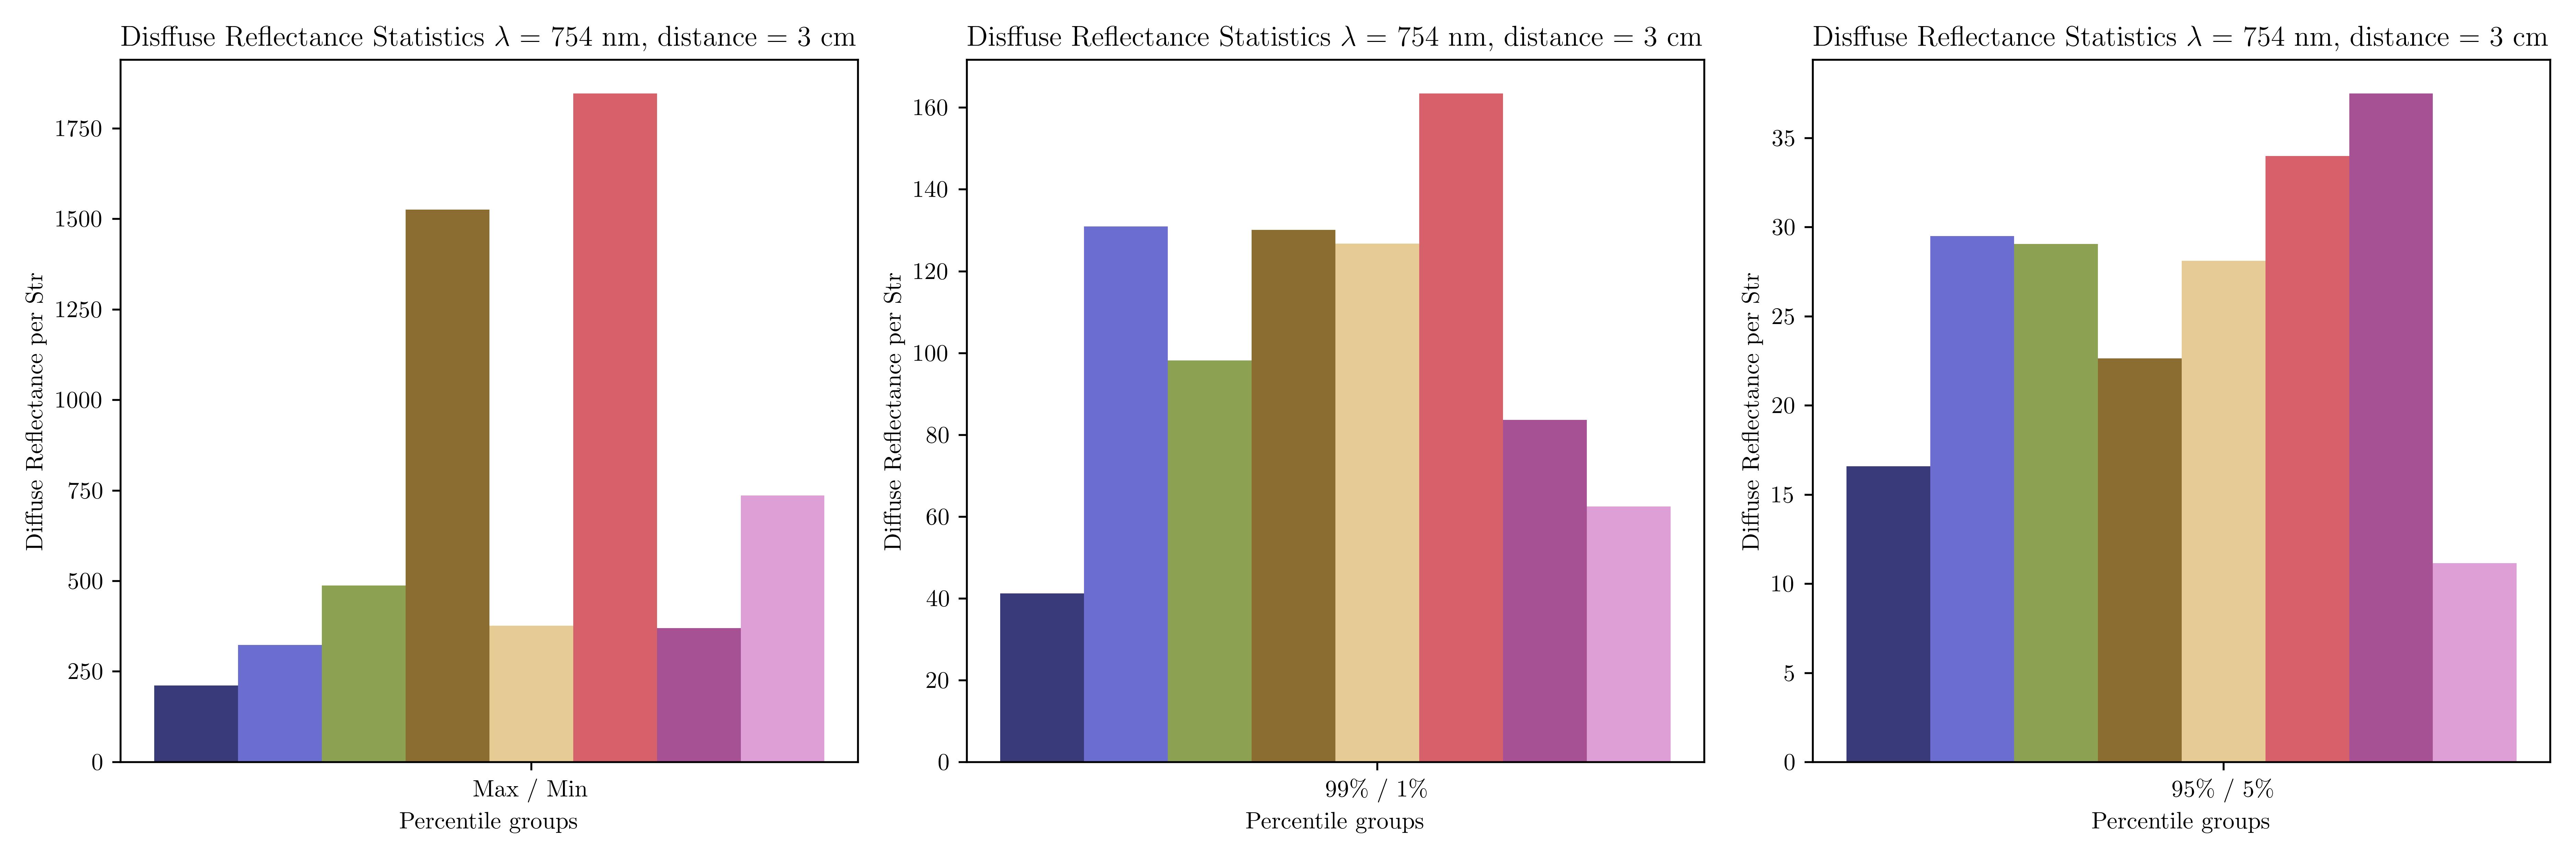 Disffuse Reflectance Statistics λ = 754 nm, distance = 3 cm
Diffuse Reflectance per Str
1750
1500
1250
1000
750
500
250
0
Max / Min
Percentile groups
Disffuse Reflectance Statistics λ = 754 nm, distance = 3 cm
Diffuse Reflectance per Str
160
140
120
100
80
60
40
20
0
99% / 1%
Percentile groups
Disffuse Reflectance Statistics λ = 754 nm, distance = 3 cm
Diffuse Reflectance per Str
35
30
25
20
15
10
5
0
95% / 5%
Percentile groups